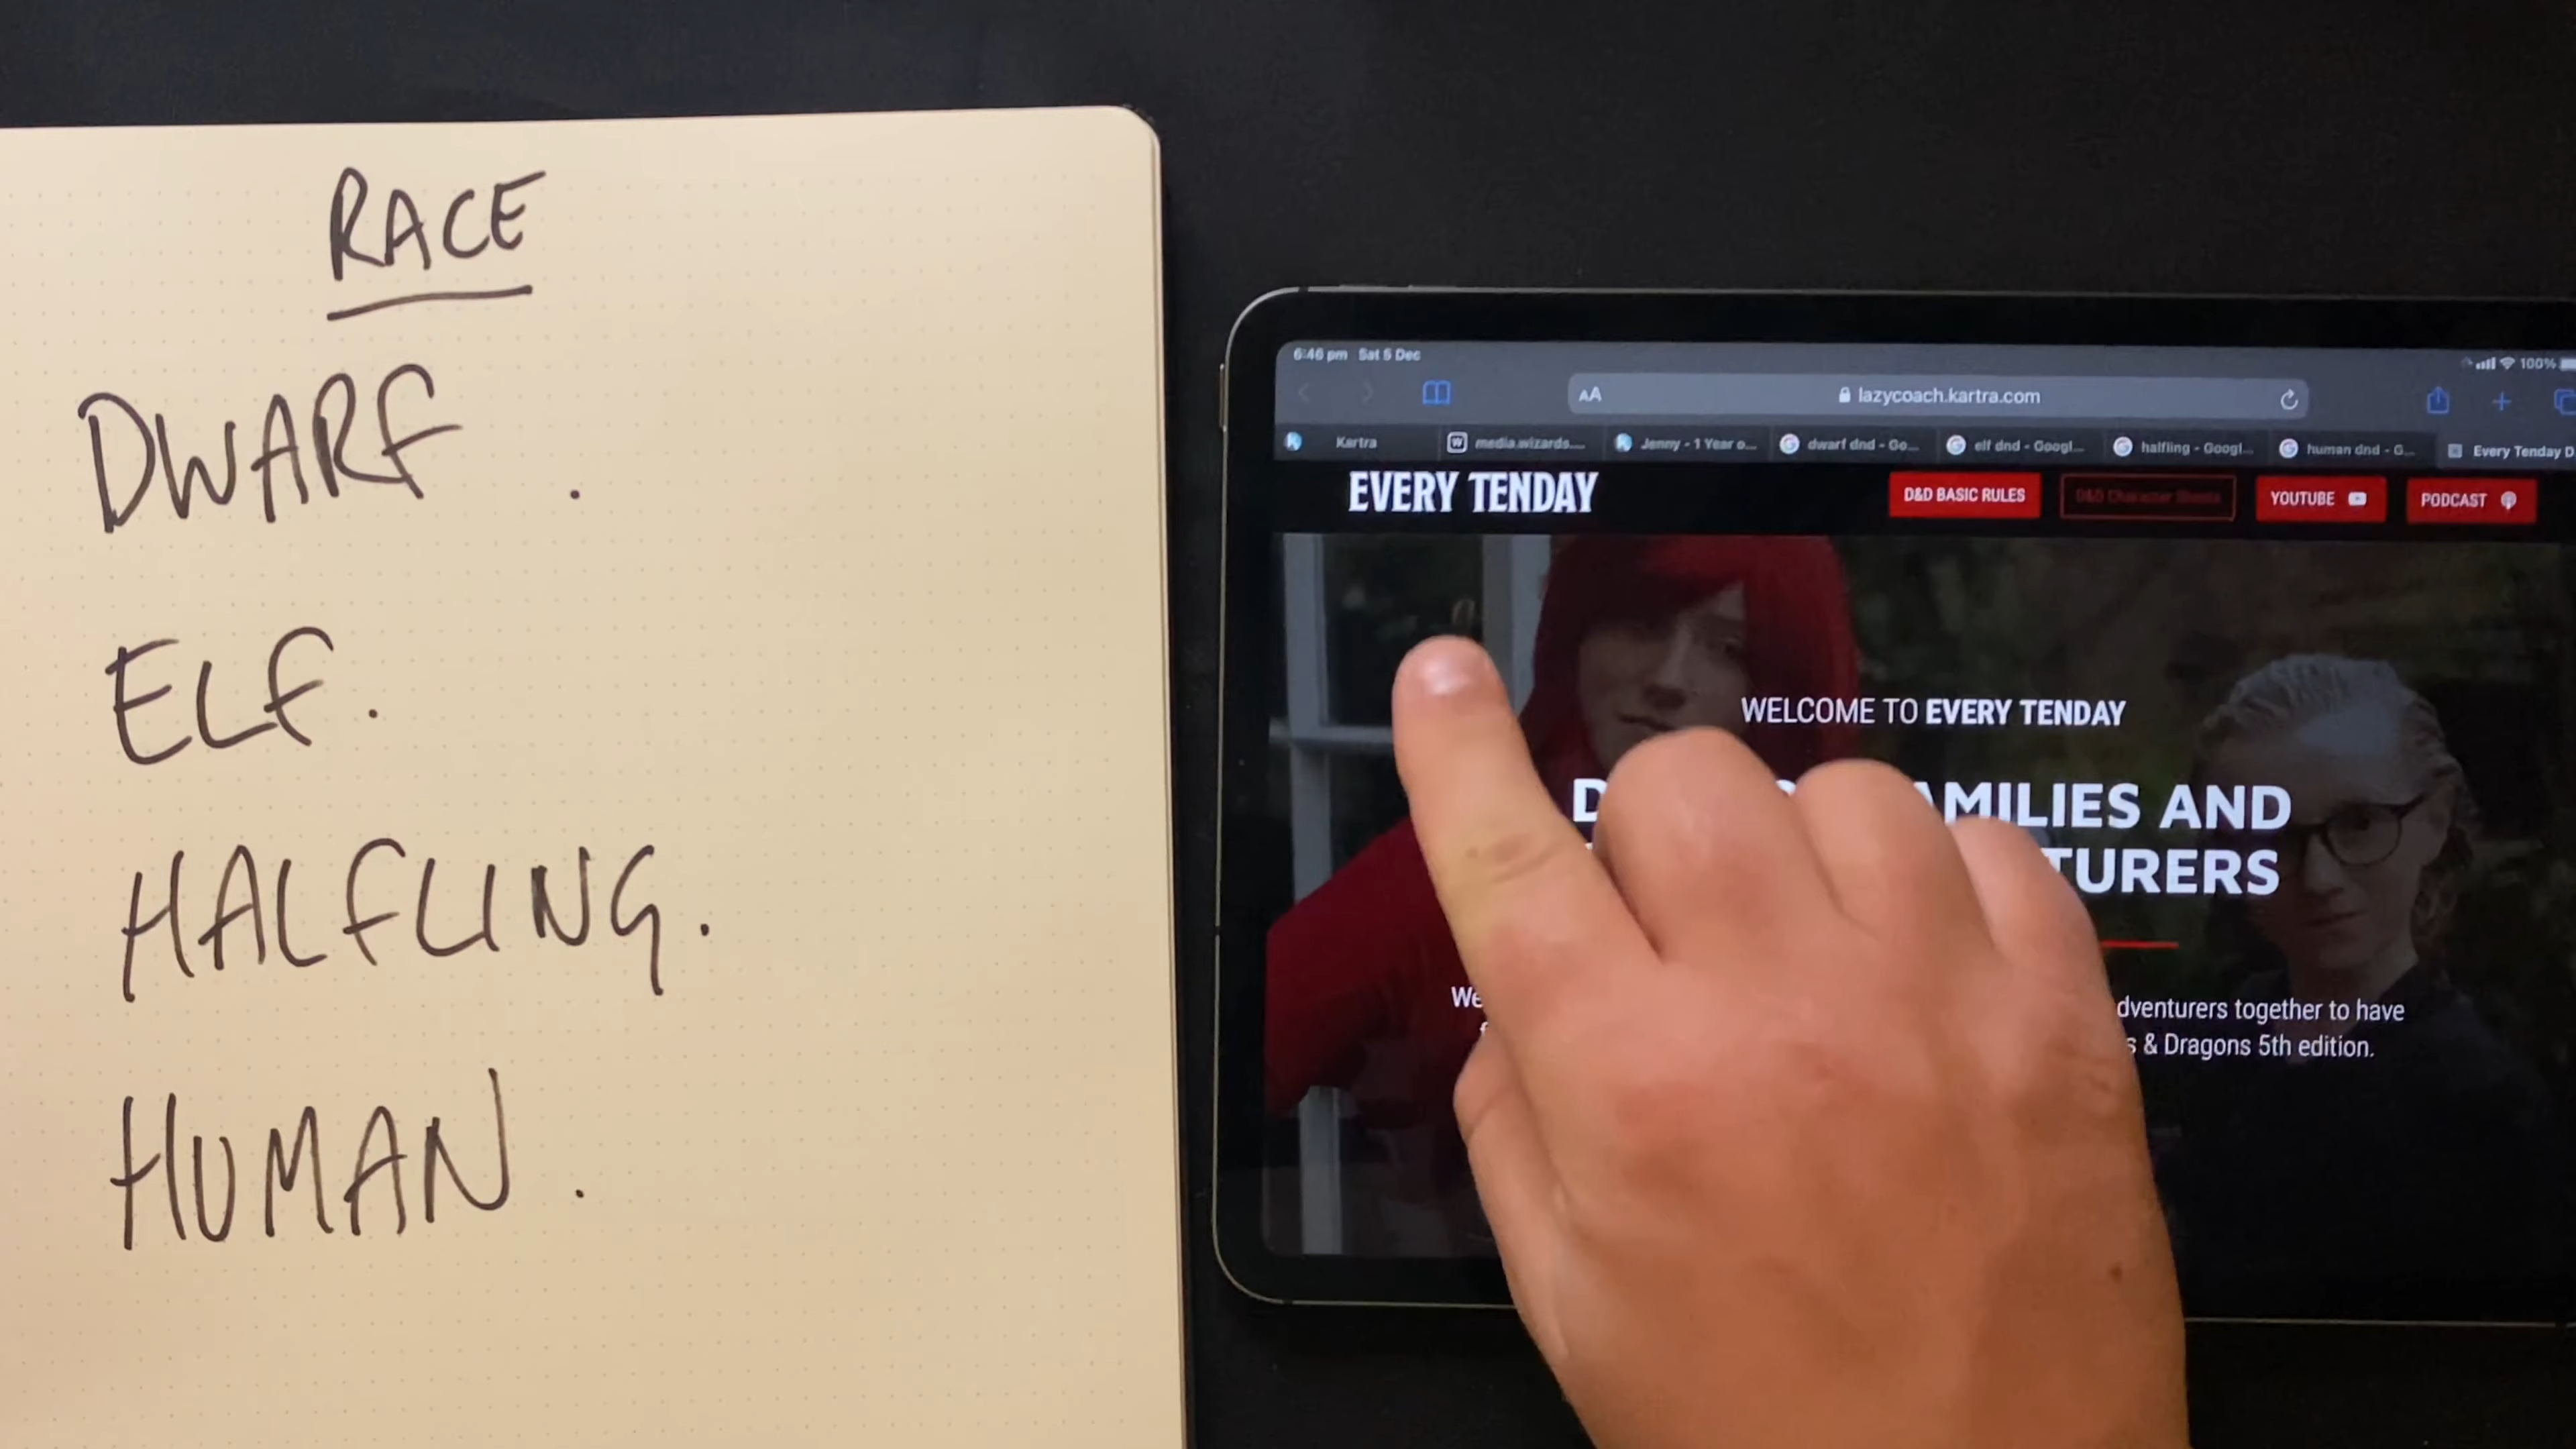 RACE
DWARF .
ELF.
HALFLING.
HUMAN .
6:46 pm Sat 5 Dec
100%
AA lazycoach.kartra.com
Kartra media.wizards.... Jenny - 1 Year o... dwarf dnd - Go... elf dnd - Googl... halfling - Googl... human dnd - G... Every Tenday D
EVERY TENDAY D&D BASIC RULES D&D Character Sheets YOUTUBE PODCAST
WELCOME TO EVERY TENDAY
D AMILIES AND
TURERS
We dventurers together to have
s & Dragons 5th edition.